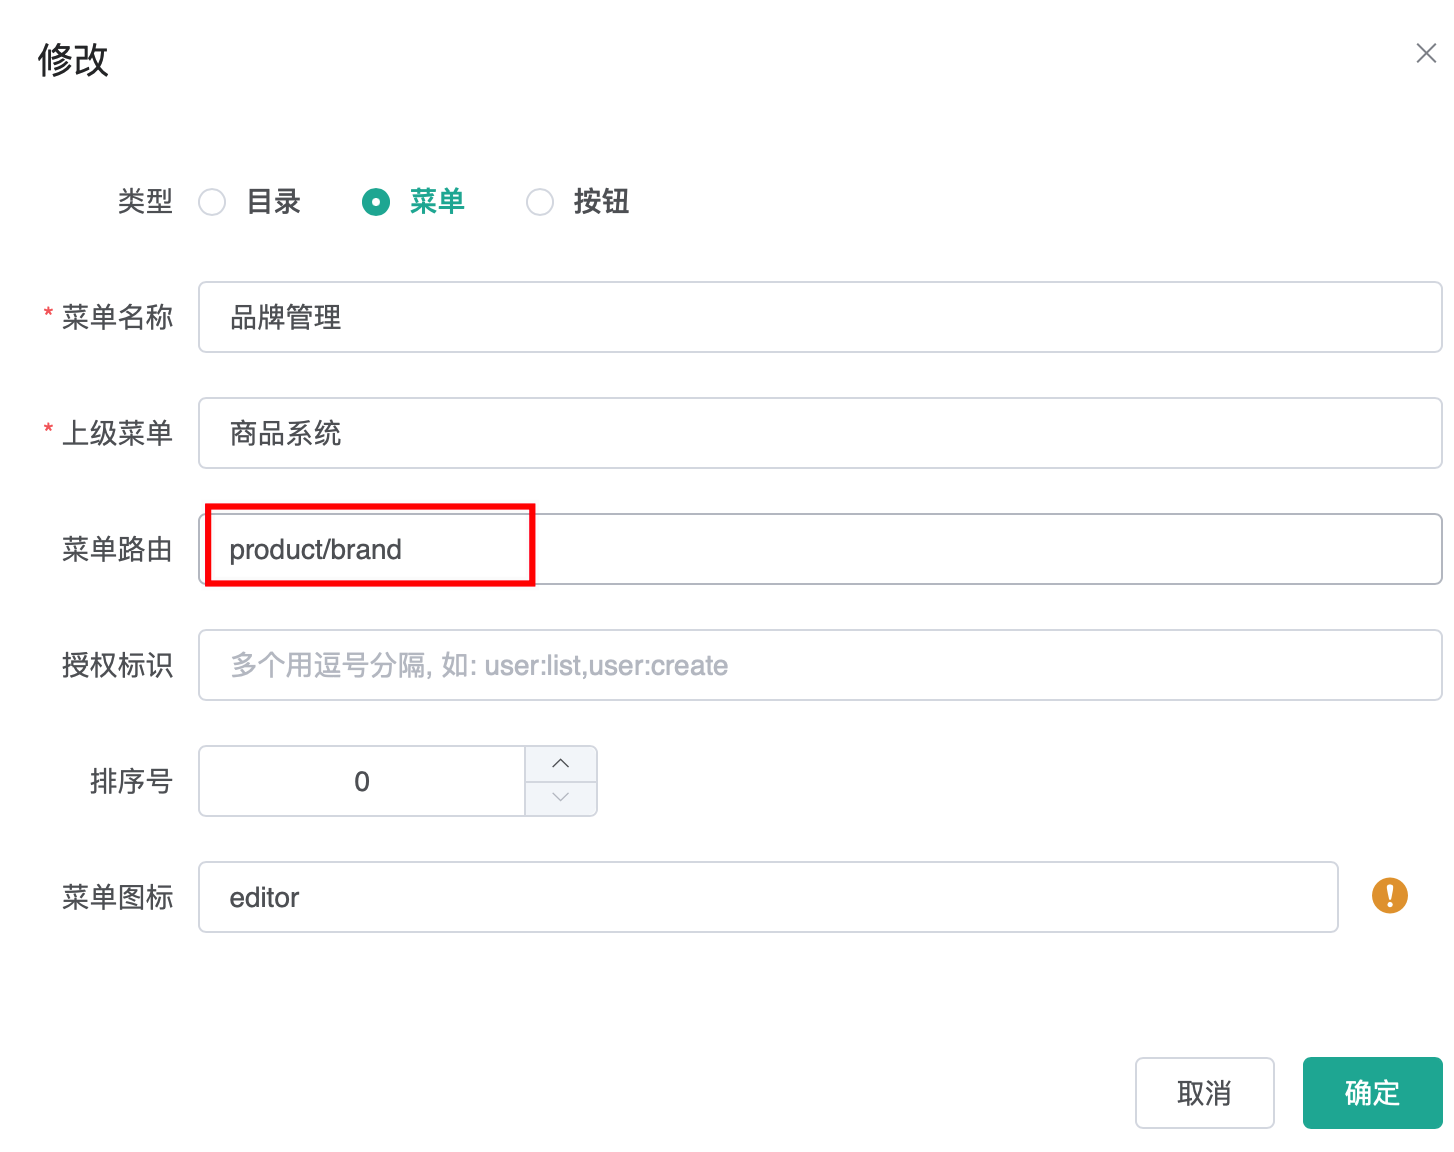 修改
类型 目录 菜单 按钮
* 菜单名称 品牌管理
* 上级菜单 商品系统
菜单路由 product/brand
授权标识 多个用逗号分隔, 如: user:list,user:create
排序号 0
菜单图标 editor
取消 确定